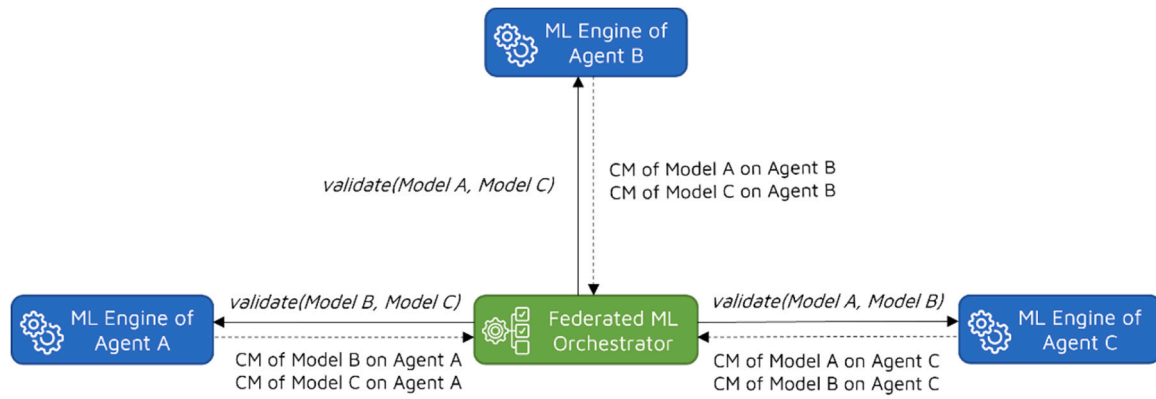 ML Engine of
Agent B
validate(Model A, Model C)
CM of Model A on Agent B
CM of Model C on Agent B
ML Engine of
Agent A
validate(Model B, Model C)
CM of Model B on Agent A
CM of Model C on Agent A
Federated ML
Orchestrator
validate(Model A, Model B)
CM of Model A on Agent C
CM of Model B on Agent C
ML Engine of
Agent C